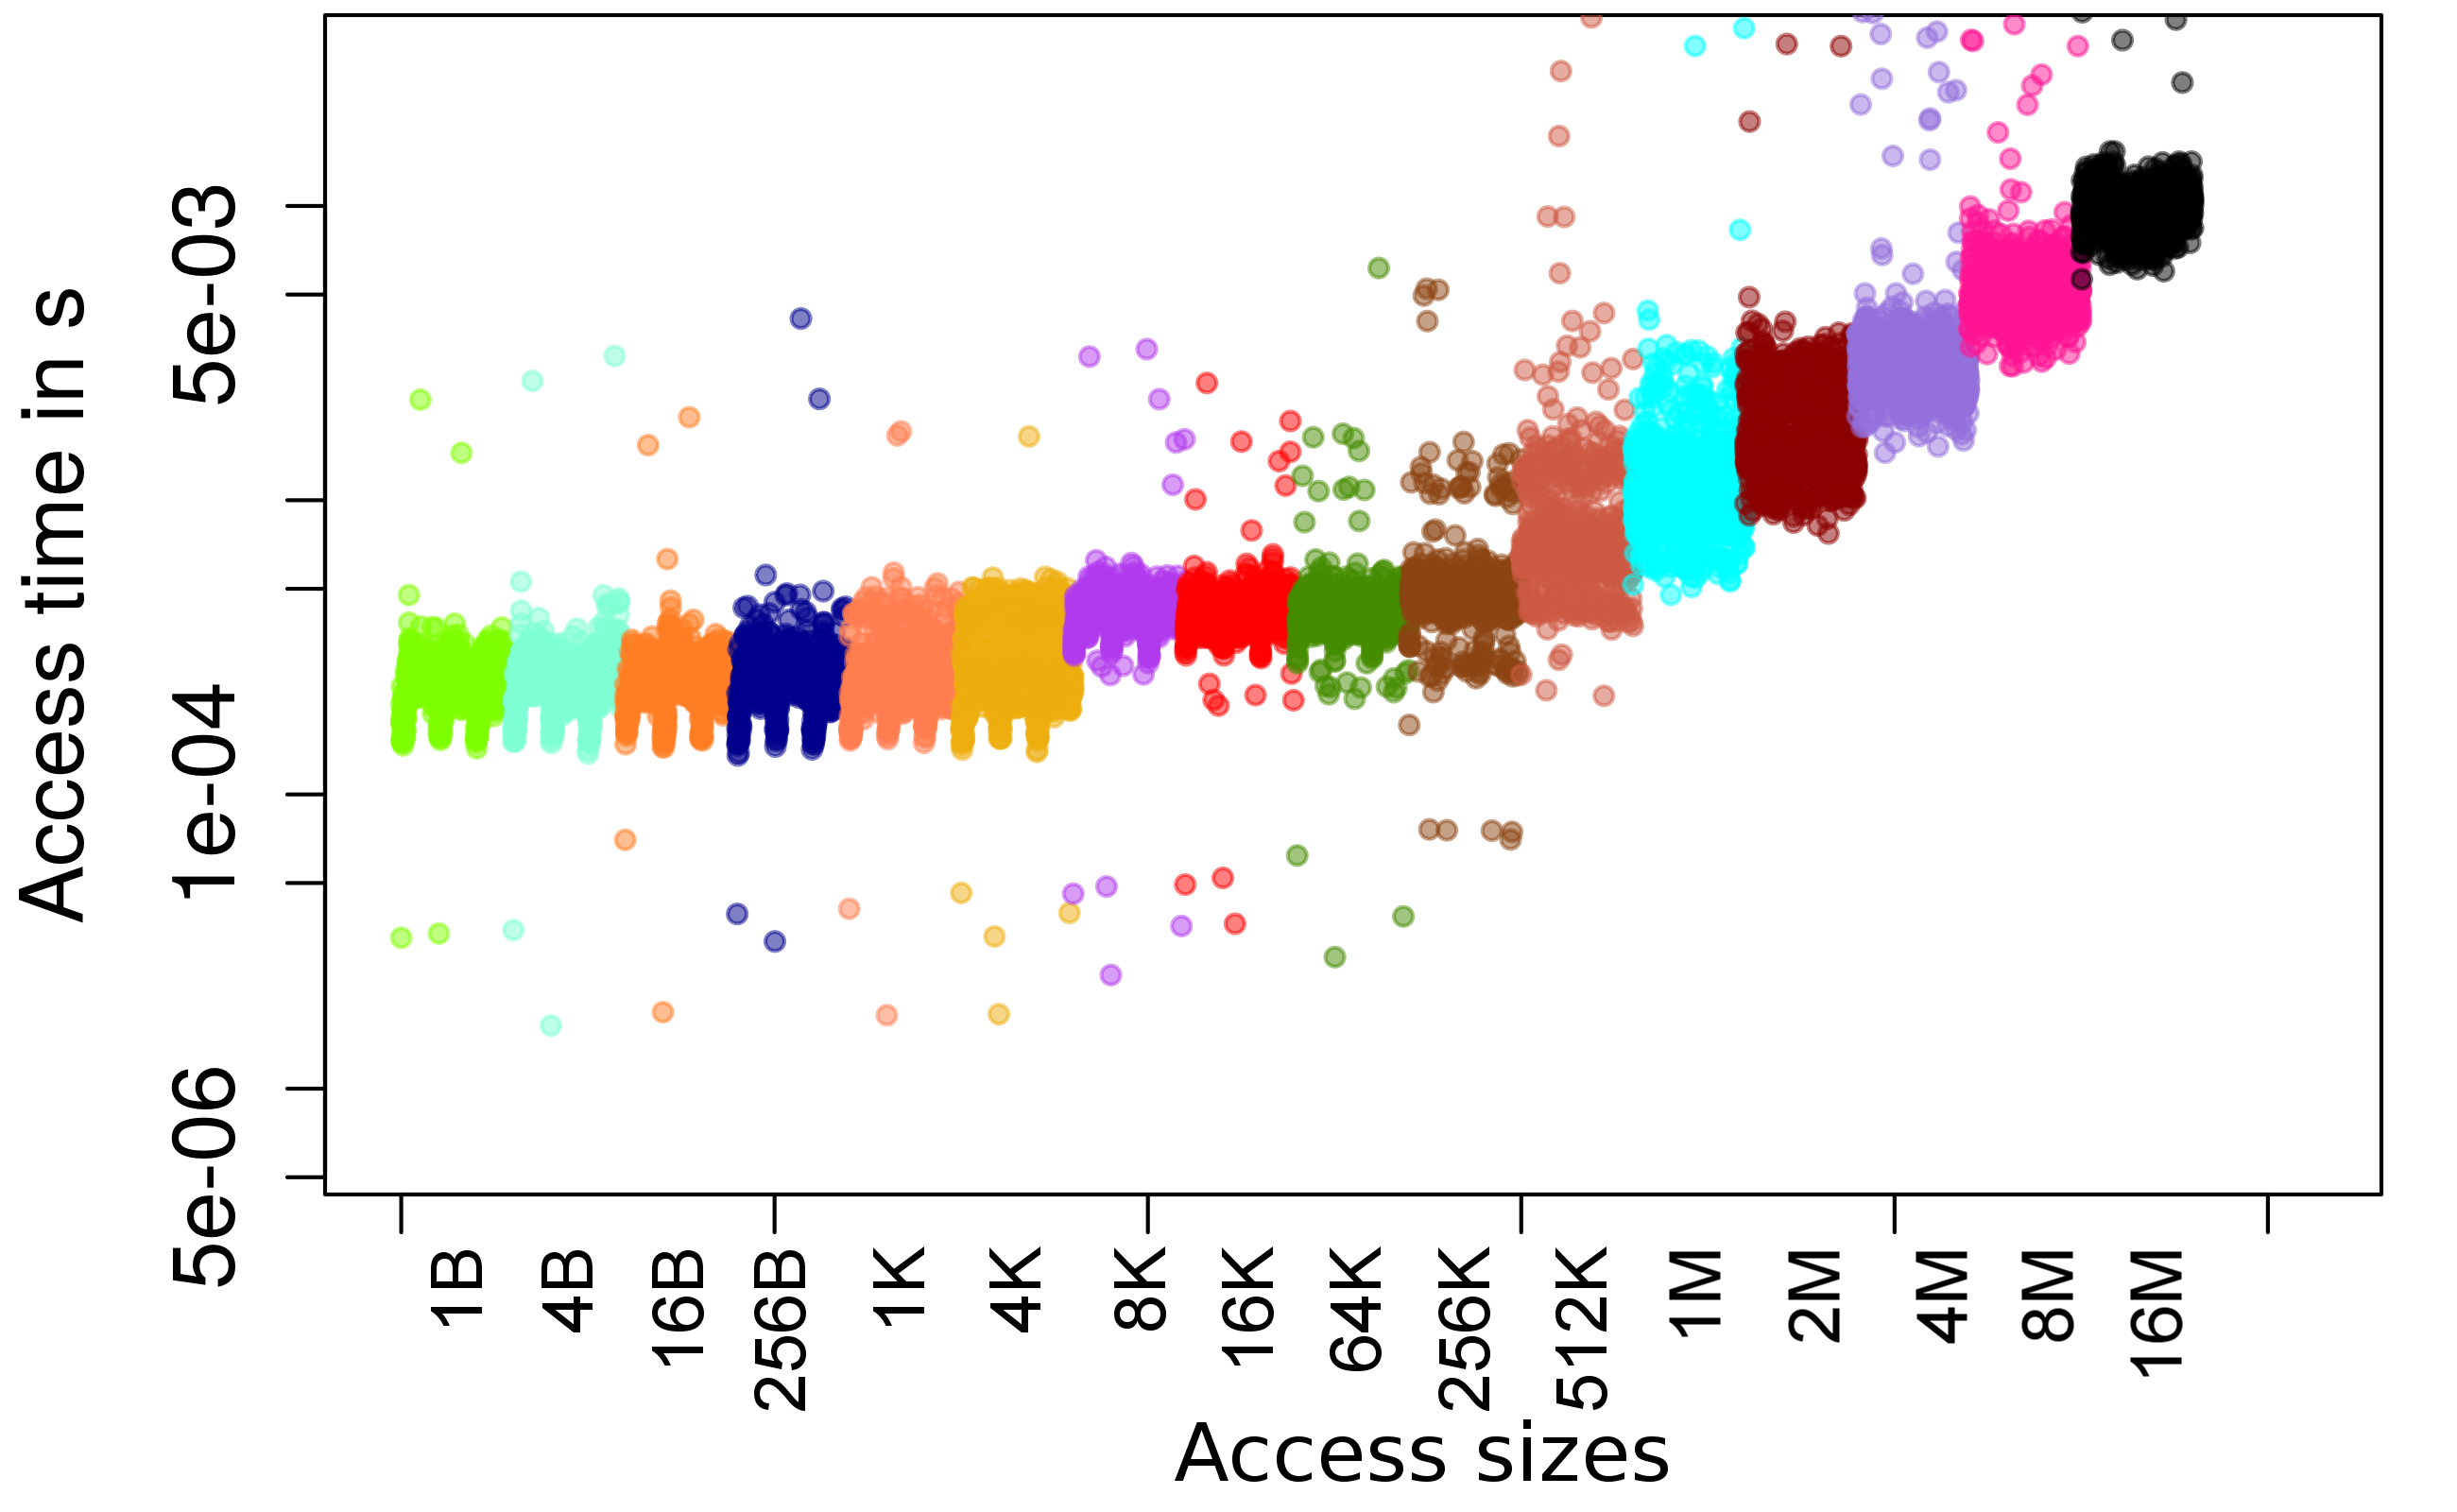 Access time in s
5e-03
1e-04
5e-06
1B
4B
16B
256B
1K
4K
8K
16K
64K
256K
512K
1M
2M
4M
8M
16M
Access sizes